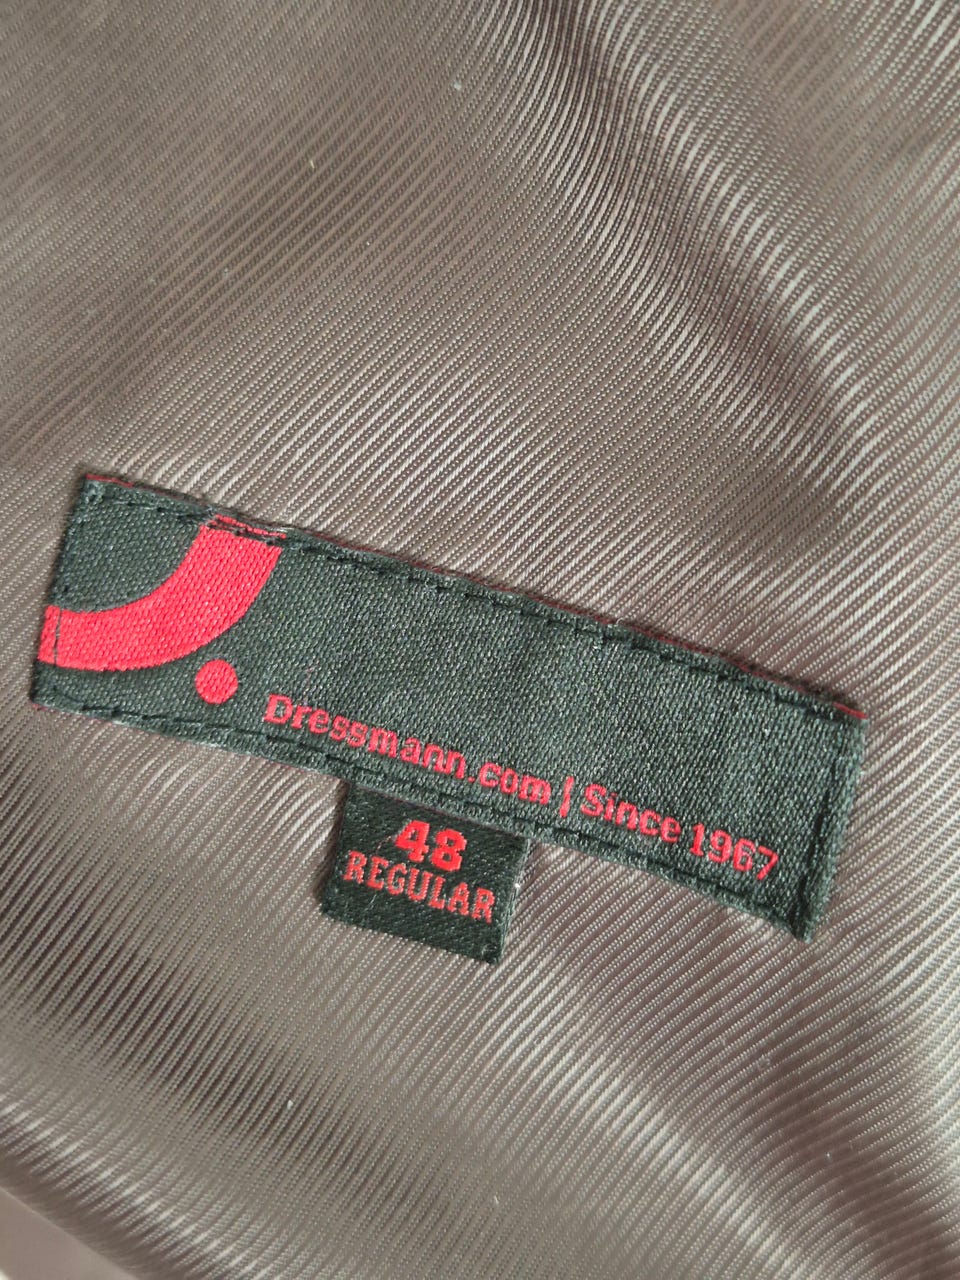 Dressmann.com | Since 1967
48
REGULAR